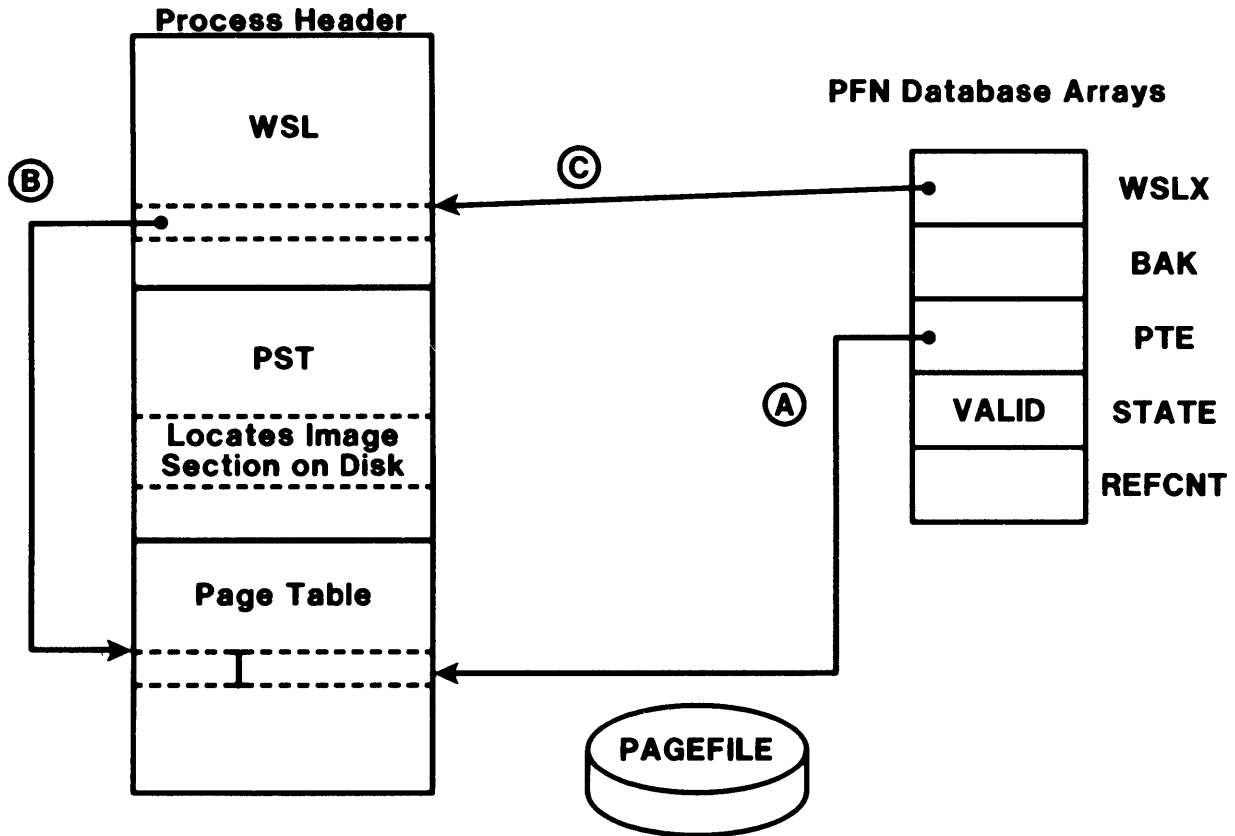 Process Header
WSL
B
PST
Locates Image
Section on Disk
Page Table
C
A
PFN Database Arrays
WSLX
BAK
PTE
VALID STATE
REFCNT
PAGEFILE